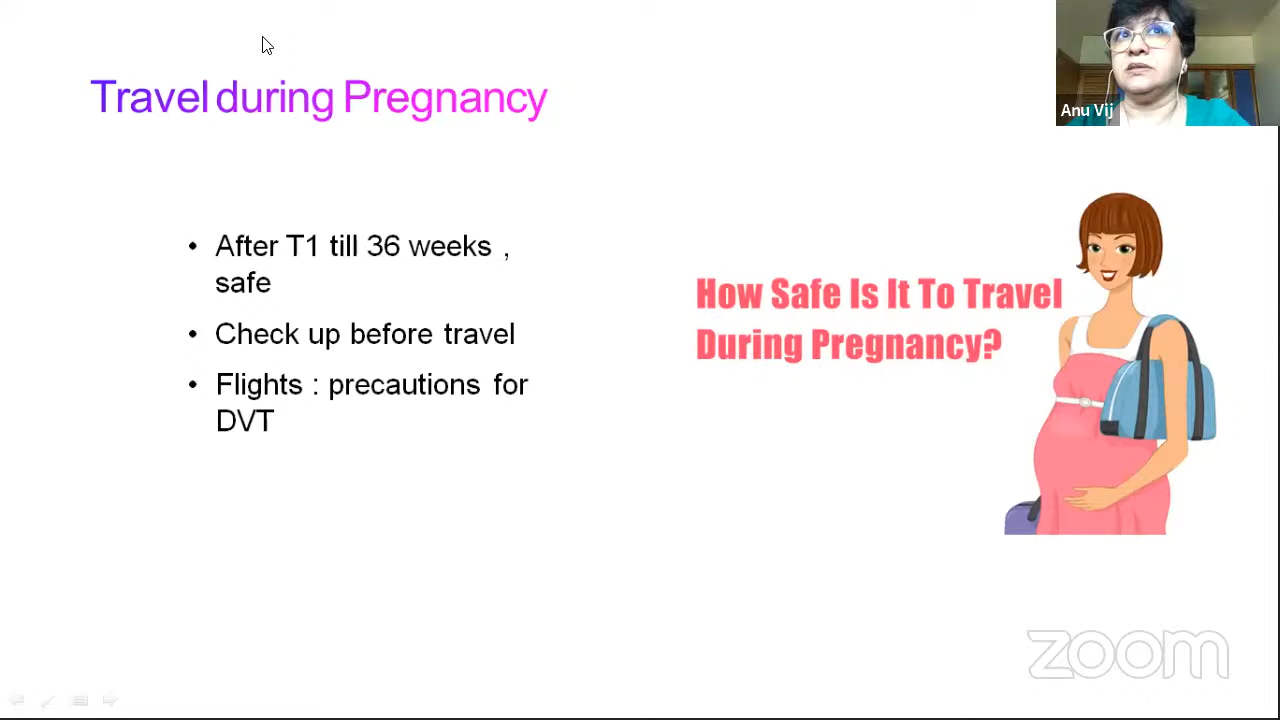 Travel during Pregnancy
Anu Vij
• After T1 till 36 weeks ,
safe
• Check up before travel
• Flights : precautions for
DVT
How Safe Is It To Travel
During Pregnancy?
zoom